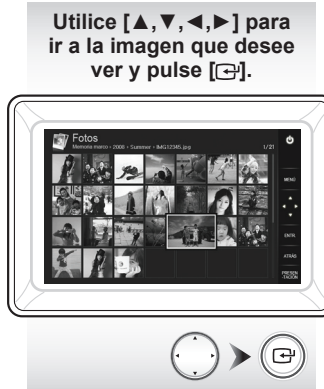 Utilice [▲,▼,◄,►] para
ir a la imagen que desee
ver y pulse [ ].
Fotos
Memoria marco › 2008 › Summer › IMG12345.jpg
1/21
MENÚ
ENTR.
ATRÁS
PRESEN
-TACIÓN